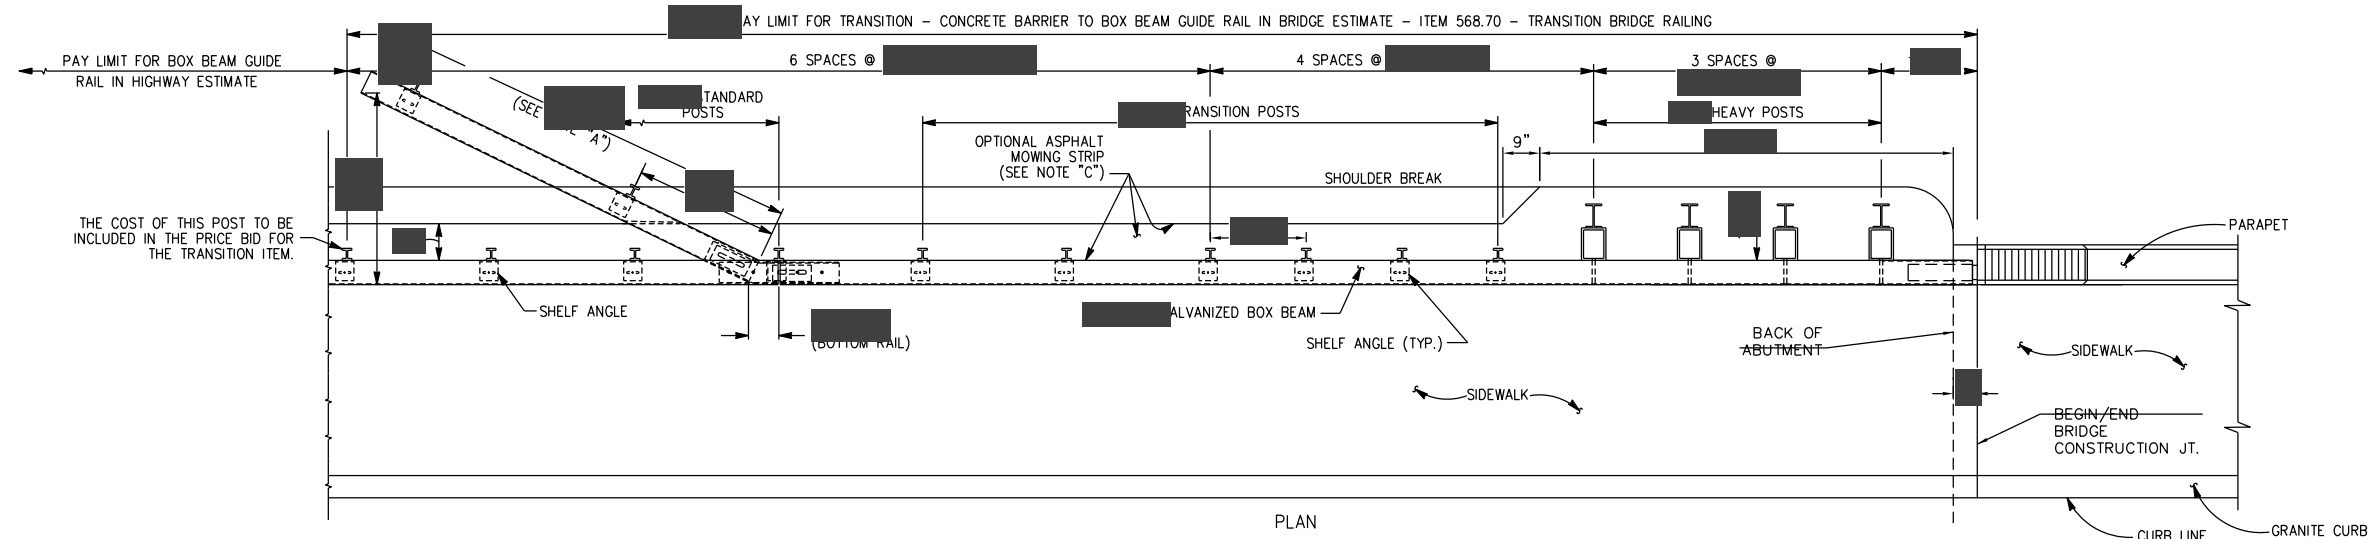 AY LIMIT FOR TRANSITION - CONCRETE BARRIER TO BOX BEAM GUIDE RAIL IN BRIDGE ESTIMATE - ITEM 568.70 - TRANSITION BRIDGE RAILING
PAY LIMIT FOR BOX BEAM GUIDE
RAIL IN HIGHWAY ESTIMATE
6 SPACES @
4 SPACES @
3 SPACES @
(SEE
"A")
TANDARD
POSTS
RANSITION POSTS
HEAVY POSTS
9"
OPTIONAL ASPHALT
MOWING STRIP
(SEE NOTE "C")
SHOULDER BREAK
THE COST OF THIS POST TO BE
INCLUDED IN THE PRICE BID FOR
THE TRANSITION ITEM.
PARAPET
SHELF ANGLE
(BOTTOM RAIL)
ALVANIZED BOX BEAM
SHELF ANGLE (TYP.)
BACK OF
ABUTMENT
SIDEWALK
SIDEWALK
BEGIN/END
BRIDGE
CONSTRUCTION JT.
PLAN
CURB LINE
GRANITE CURB